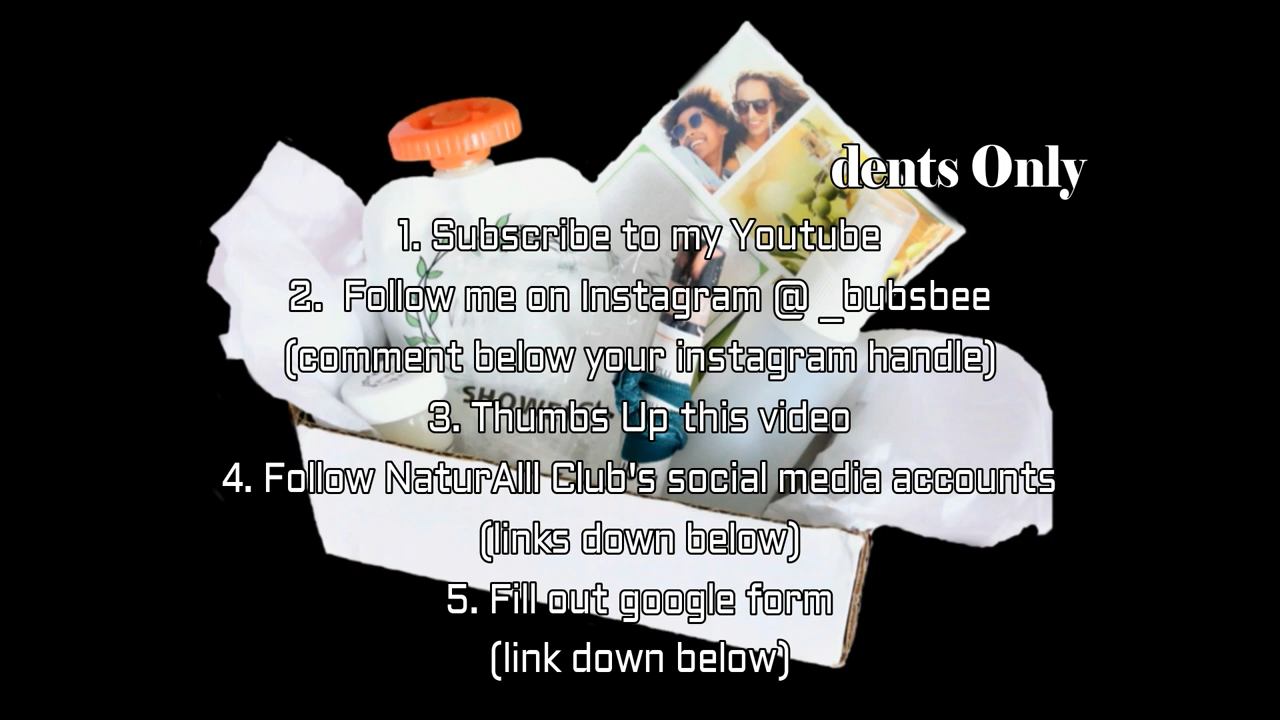 dents Only
1. Subscribe to my Youtube
2. Follow me on Instagram @ _bubsbee
(comment below your instagram handle)
3. Thumbs Up this video
4. Follow NaturAlll Club's social media accounts
(links down below)
5. Fill out google form
(link down below)